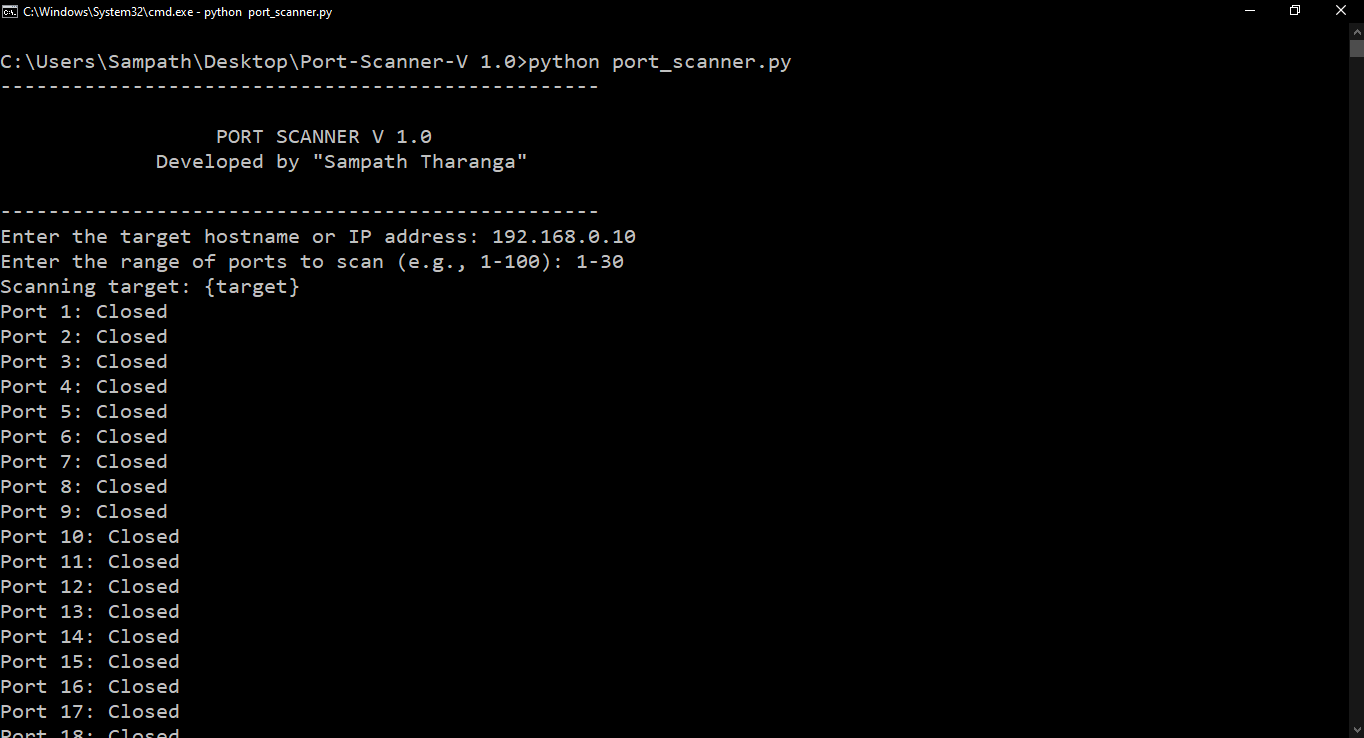 C:\Windows\System32\cmd.exe - python port_scanner.py
C:\Users\Sampath\Desktop\Port-Scanner-V 1.0>python port_scanner.py
--------------------------------------------------
PORT SCANNER V 1.0
Developed by "Sampath Tharanga"
--------------------------------------------------
Enter the target hostname or IP address: 192.168.0.10
Enter the range of ports to scan (e.g., 1-100): 1-30
Scanning target: {target}
Port 1: Closed
Port 2: Closed
Port 3: Closed
Port 4: Closed
Port 5: Closed
Port 6: Closed
Port 7: Closed
Port 8: Closed
Port 9: Closed
Port 10: Closed
Port 11: Closed
Port 12: Closed
Port 13: Closed
Port 14: Closed
Port 15: Closed
Port 16: Closed
Port 17: Closed
Port 18: Closed